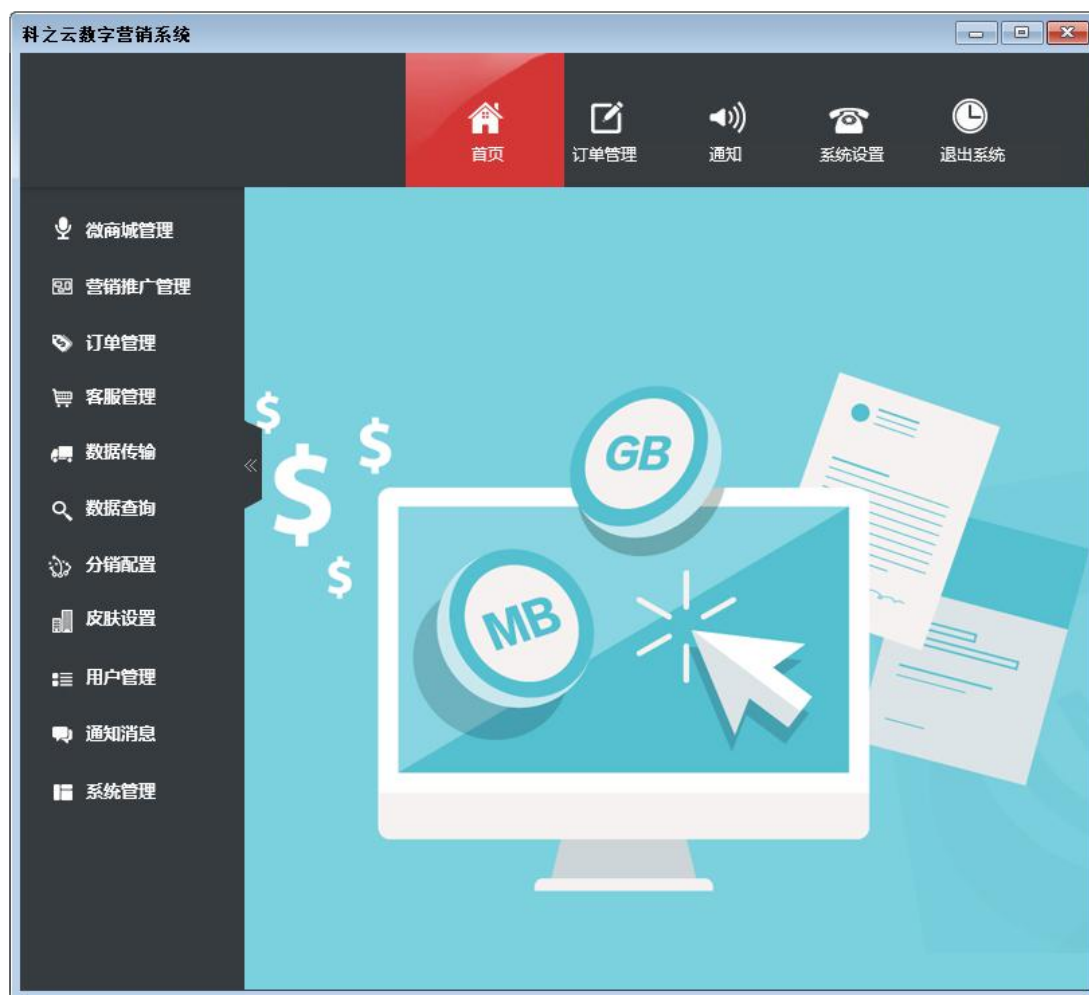 科之云数字营销系统
首页
订单管理
通知
系统设置
退出系统
微商城管理
营销推广管理
订单管理
客服管理
数据传输
数据查询
分销配置
皮肤设置
用户管理
通知消息
系统管理
$
$
$
$
GB
MB